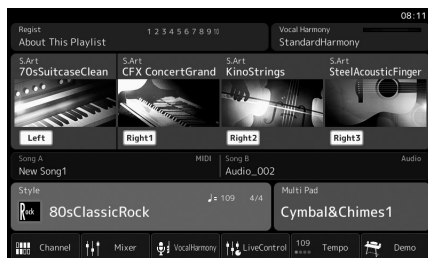 08:11
Regist
1 2 3 4 5 6 7 8 9 10
About This Playlist
Vocal Harmony
StandardHarmony
S.Art
70sSuitcaseClean
Left
S.Art
CFX ConcertGrand
Right1
S.Art
KinoStrings
Right2
S.Art
SteelAcousticFinger
Right3
Song A
MIDI
New Song1
Song B
Audio
Audio_002
Style
♩= 109 4/4
Rock
80sClassicRock
Multi Pad
Cymbal&Chimes1
Channel
Mixer
VocalHarmony
LiveControl
109
Tempo
Demo